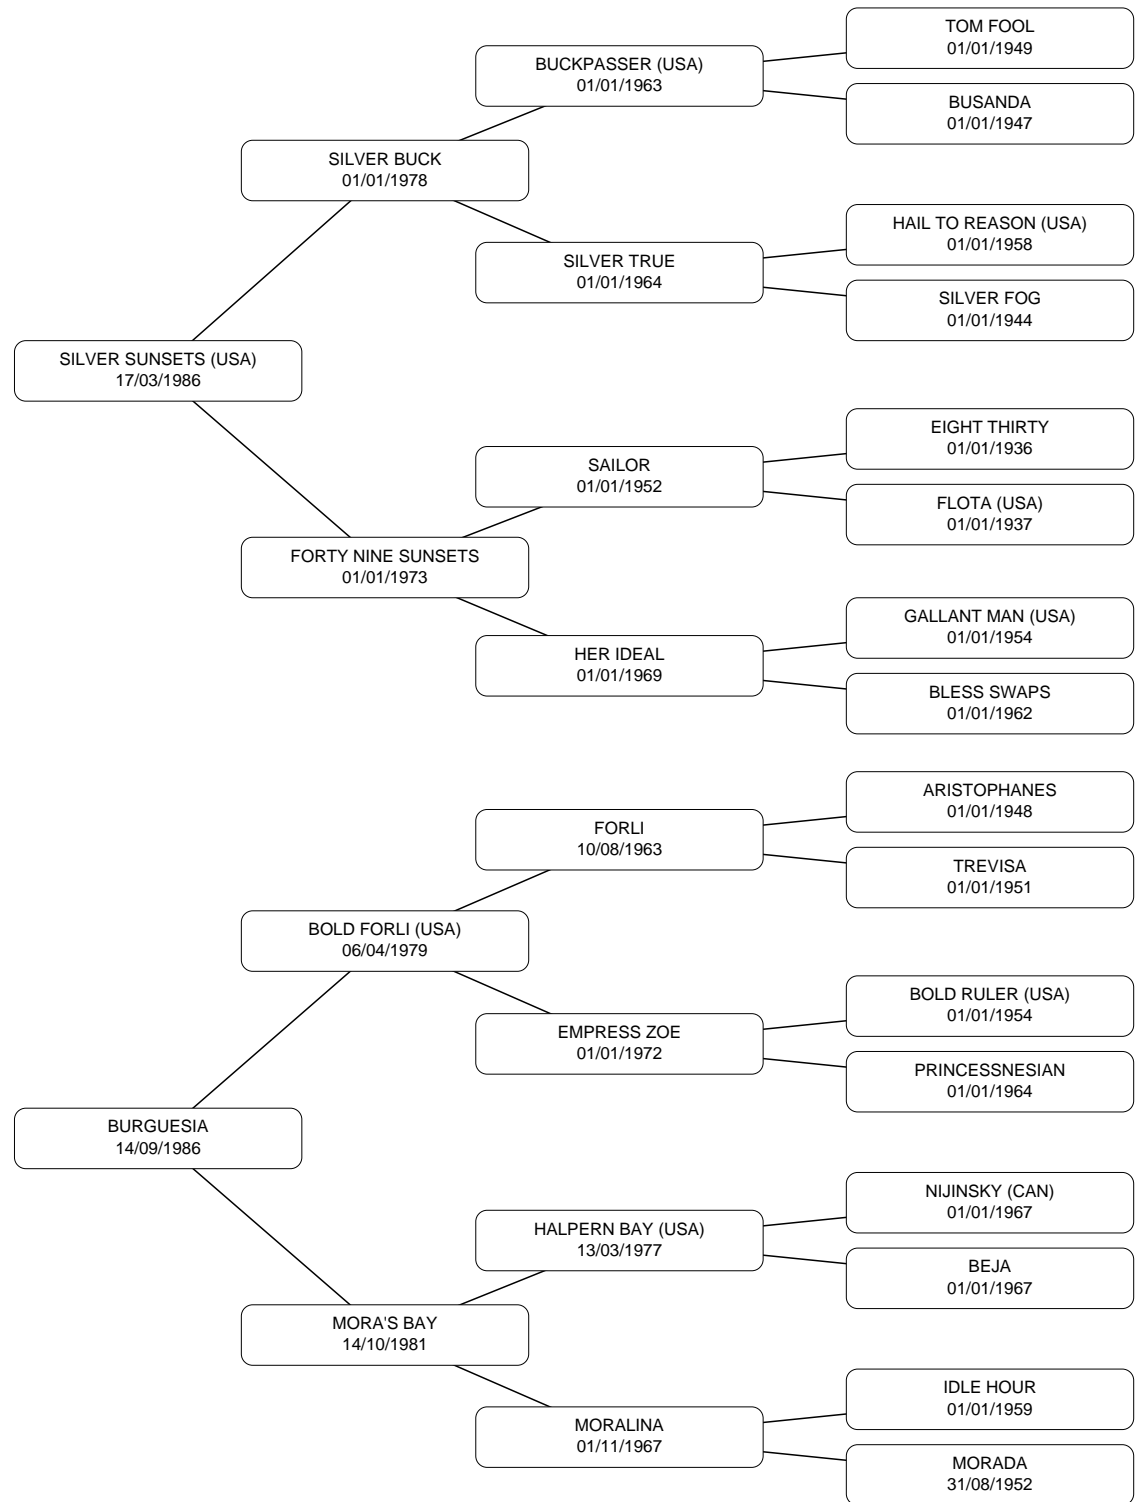 TOM FOOL
01/01/1949
BUCKPASSER (USA)
01/01/1963
BUSANDA
01/01/1947
SILVER BUCK
01/01/1978
HAIL TO REASON (USA)
01/01/1958
SILVER TRUE
01/01/1964
SILVER FOG
01/01/1944
SILVER SUNSETS (USA)
17/03/1986
EIGHT THIRTY
01/01/1936
SAILOR
01/01/1952
FLOTA (USA)
01/01/1937
FORTY NINE SUNSETS
01/01/1973
GALLANT MAN (USA)
01/01/1954
HER IDEAL
01/01/1969
BLESS SWAPS
01/01/1962
ARISTOPHANES
01/01/1948
FORLI
10/08/1963
TREVISA
01/01/1951
BOLD FORLI (USA)
06/04/1979
BOLD RULER (USA)
01/01/1954
EMPRESS ZOE
01/01/1972
PRINCESSNESIAN
01/01/1964
BURGUESIA
14/09/1986
NIJINSKY (CAN)
01/01/1967
HALPERN BAY (USA)
13/03/1977
BEJA
01/01/1967
MORA'S BAY
14/10/1981
IDLE HOUR
01/01/1959
MORALINA
01/11/1967
MORADA
31/08/1952